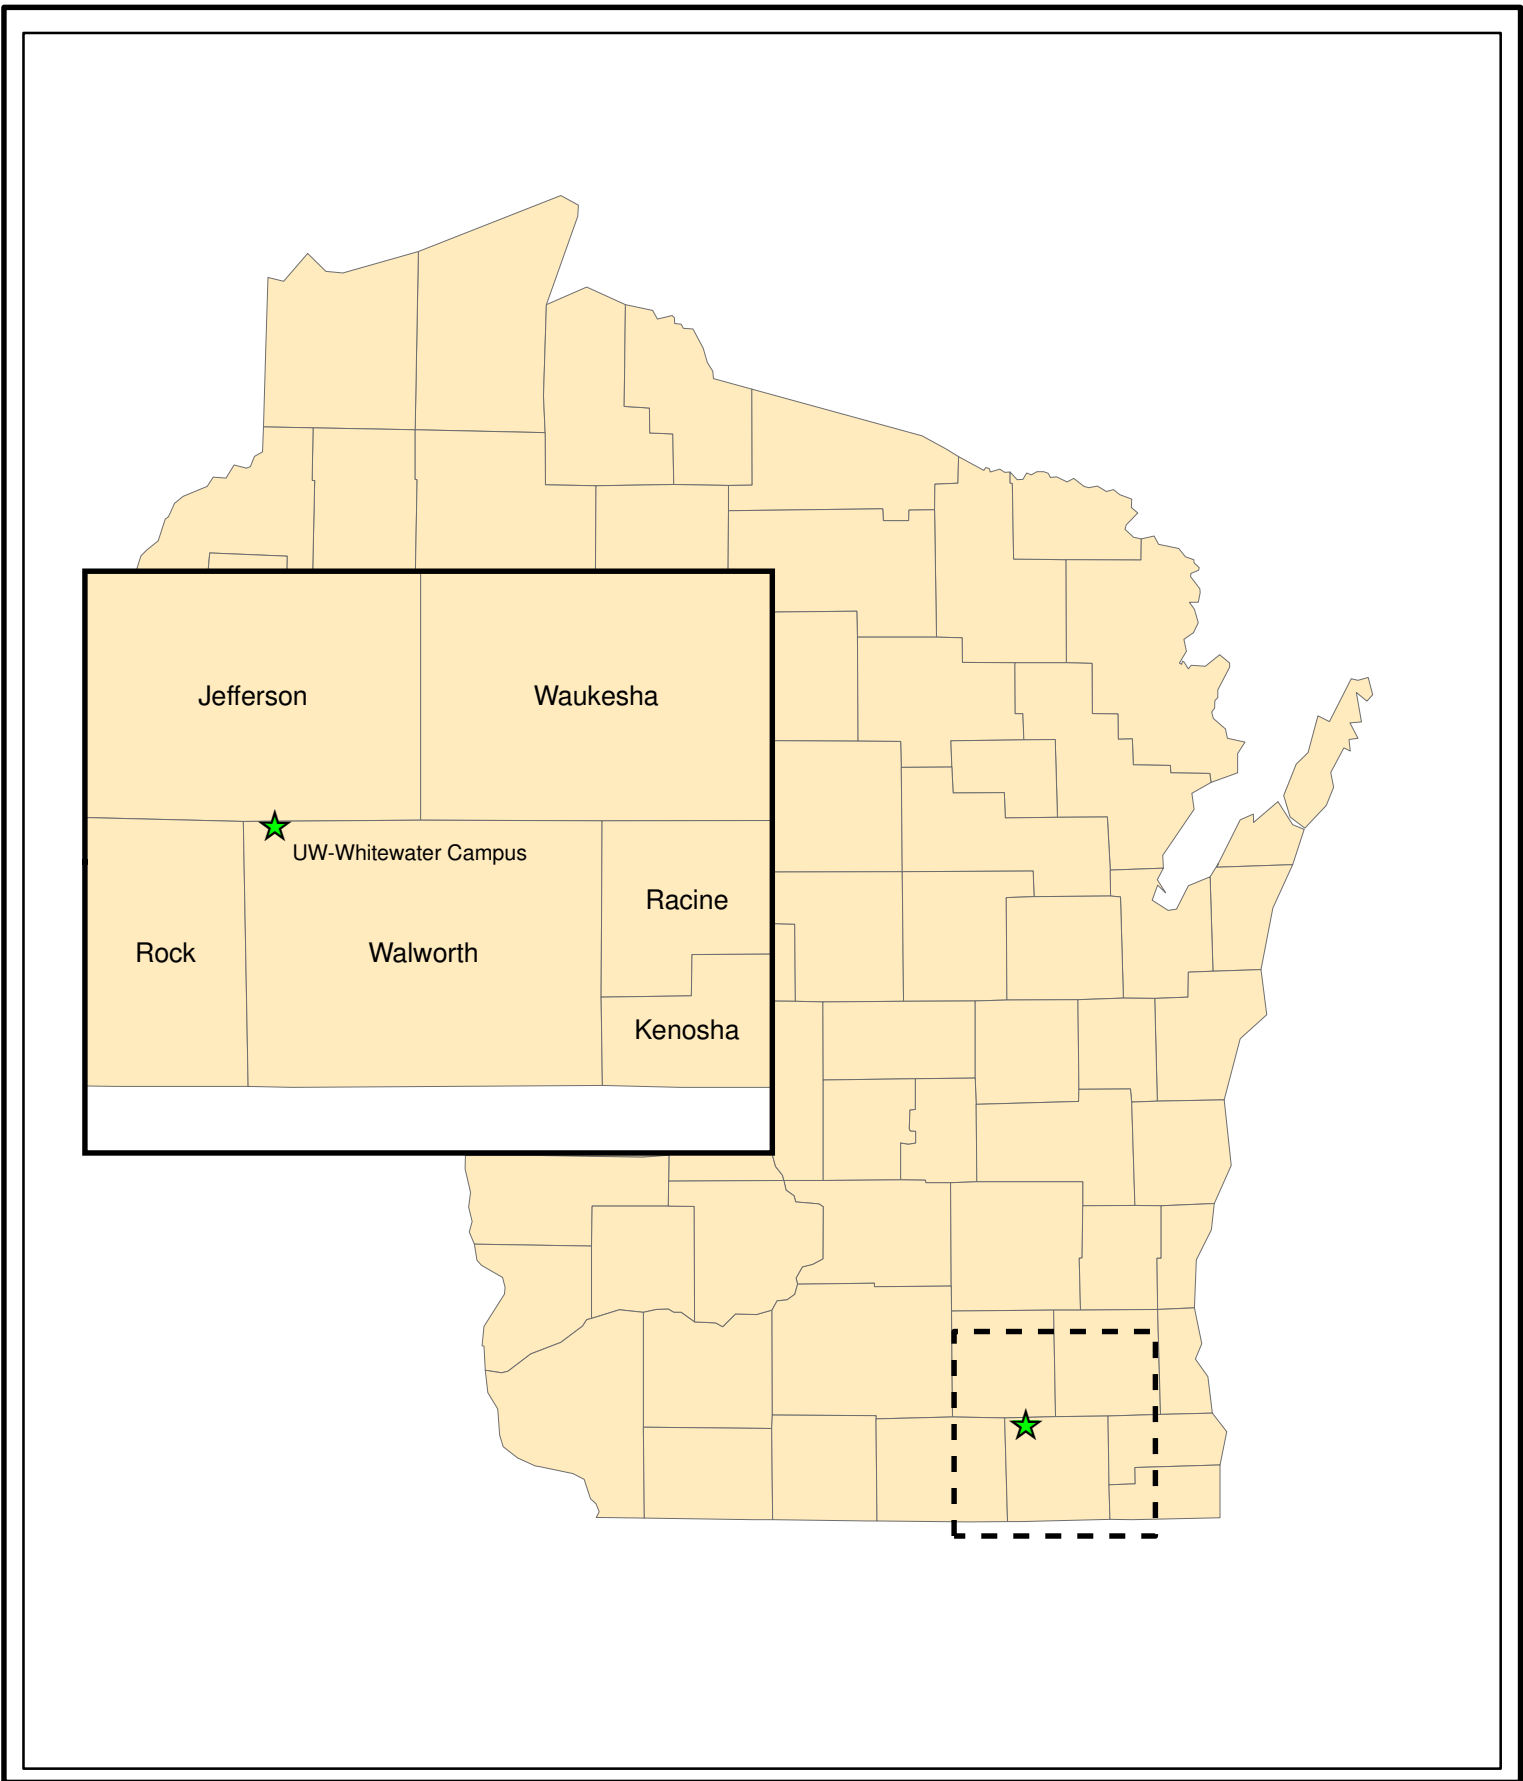 Jefferson
Waukesha
UW-Whitewater Campus
Racine
Rock
Walworth
Kenosha